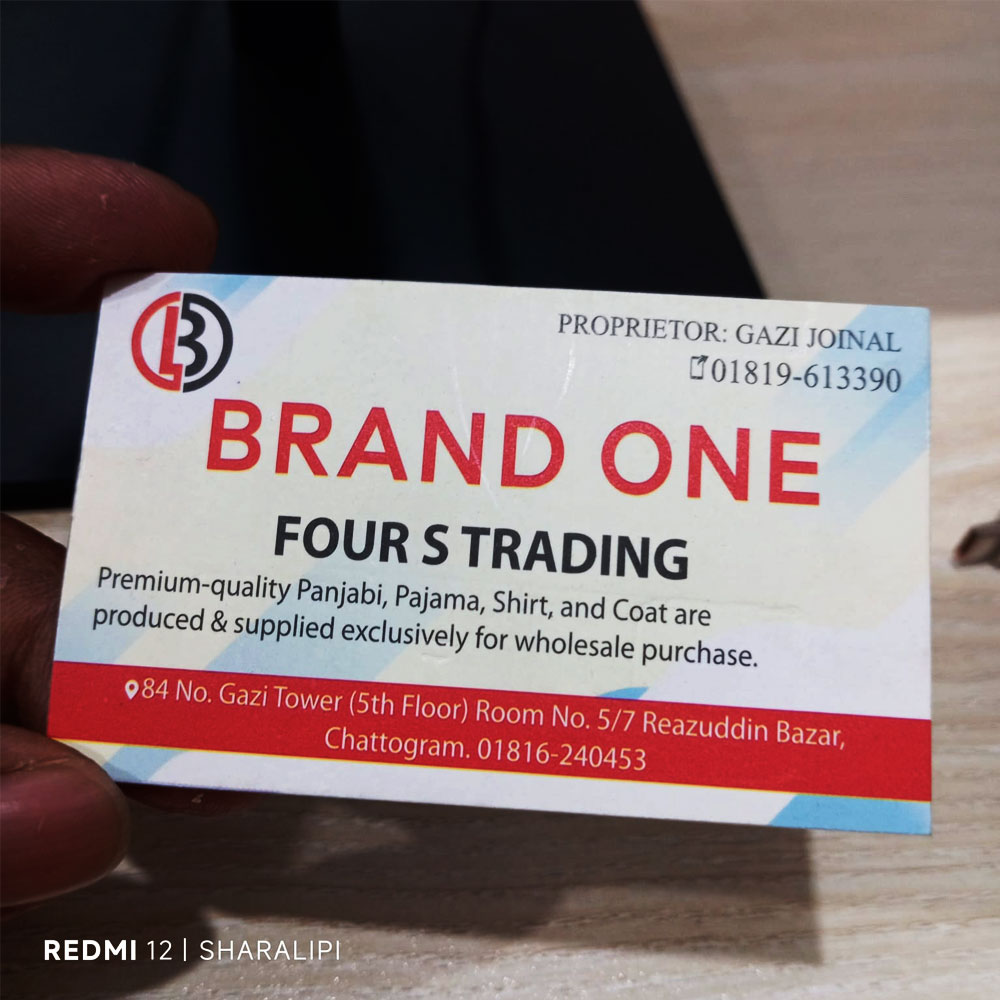 PROPRIETOR: GAZI JOINAL
01819-613390
BRAND ONE
FOUR S TRADING
Premium-quality Panjabi, Pajama, Shirt, and Coat are
produced & supplied exclusively for wholesale purchase.
84 No. Gazi Tower (5th Floor) Room No. 5/7 Reazuddin Bazar,
Chattogram. 01816-240453
REDMI 12 | SHARALIPI